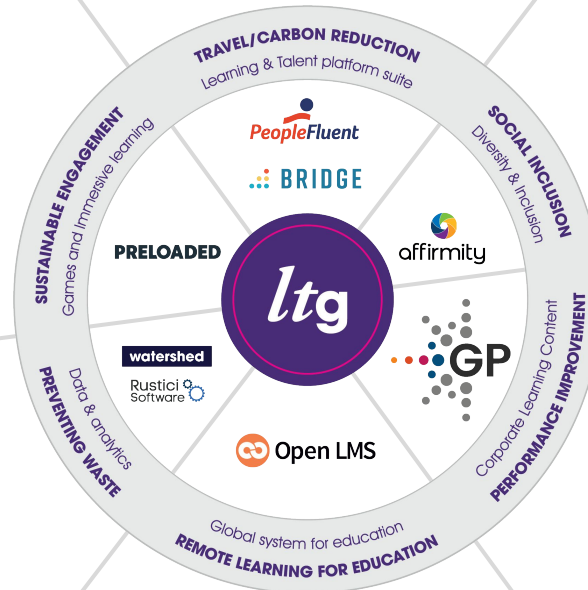 TRAVEL/CARBON REDUCTION
Learning & Talent platform suite
PeopleFluent
BRIDGE
SOCIAL INCLUSION
Diversity & Inclusion
affirmity
PERFORMANCE IMPROVEMENT
Corporate Learning Content
GP
REMOTE LEARNING FOR EDUCATION
Global system for education
Open LMS
PREVENTING WASTE
Data & analytics
watershed
Rustici
Software
SUSTAINABLE ENGAGEMENT
Games and Immersive learning
PRELOADED
ltg